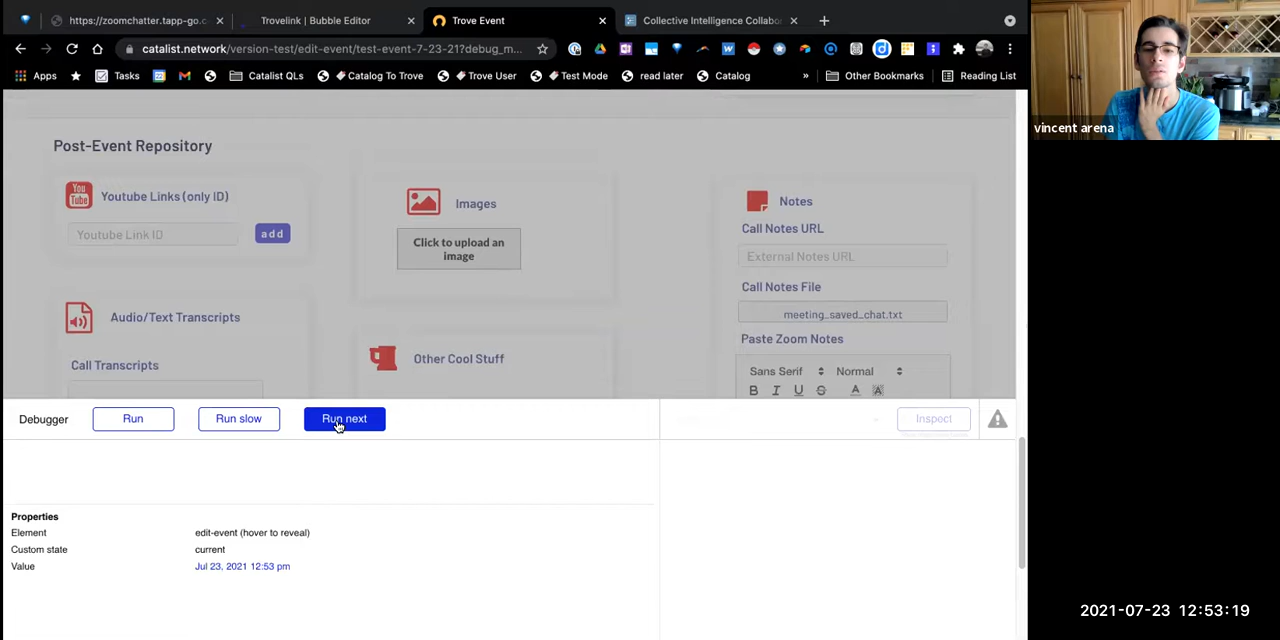 https://zoomchatter.tapp-go.c
Trovelink | Bubble Editor
Trove Event
Collective Intelligence Collabor
catalist.network/version-test/edit-event/test-event-7-23-21?debug_m...
Apps
Tasks
Catalist QLs
Catalog To Trove
Trove User
Test Mode
read later
Catalog
»
Other Bookmarks
Reading List
vincent arena
Post-Event Repository
You
Tube
Youtube Links (only ID)
Youtube Link ID
add
Images
Click to upload an
image
Notes
Call Notes URL
External Notes URL
Call Notes File
meeting_saved_chat.txt
Paste Zoom Notes
Sans Serif
Normal
B I U S A A
Audio/Text Transcripts
Call Transcripts
Other Cool Stuff
Debugger
Run
Run slow
Run next
Inspect
Properties
Element edit-event (hover to reveal)
Custom state current
Value Jul 23, 2021 12:53 pm
2021-07-23 12:53:19